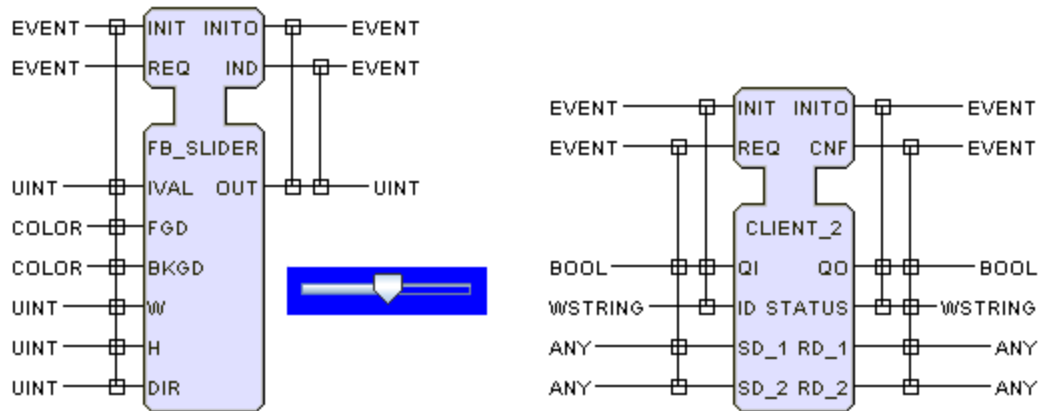 EVENT INIT INITO EVENT
EVENT REQ IND EVENT
FB_SLIDER
UINT IVAL OUT UINT
COLOR FGD
COLOR BKGD
UINT W
UINT H
UINT DIR
EVENT INIT INITO EVENT
EVENT REQ CNF EVENT
CLIENT_2
BOOL QI QO BOOL
WSTRING ID STATUS WSTRING
ANY SD_1 RD_1 ANY
ANY SD_2 RD_2 ANY